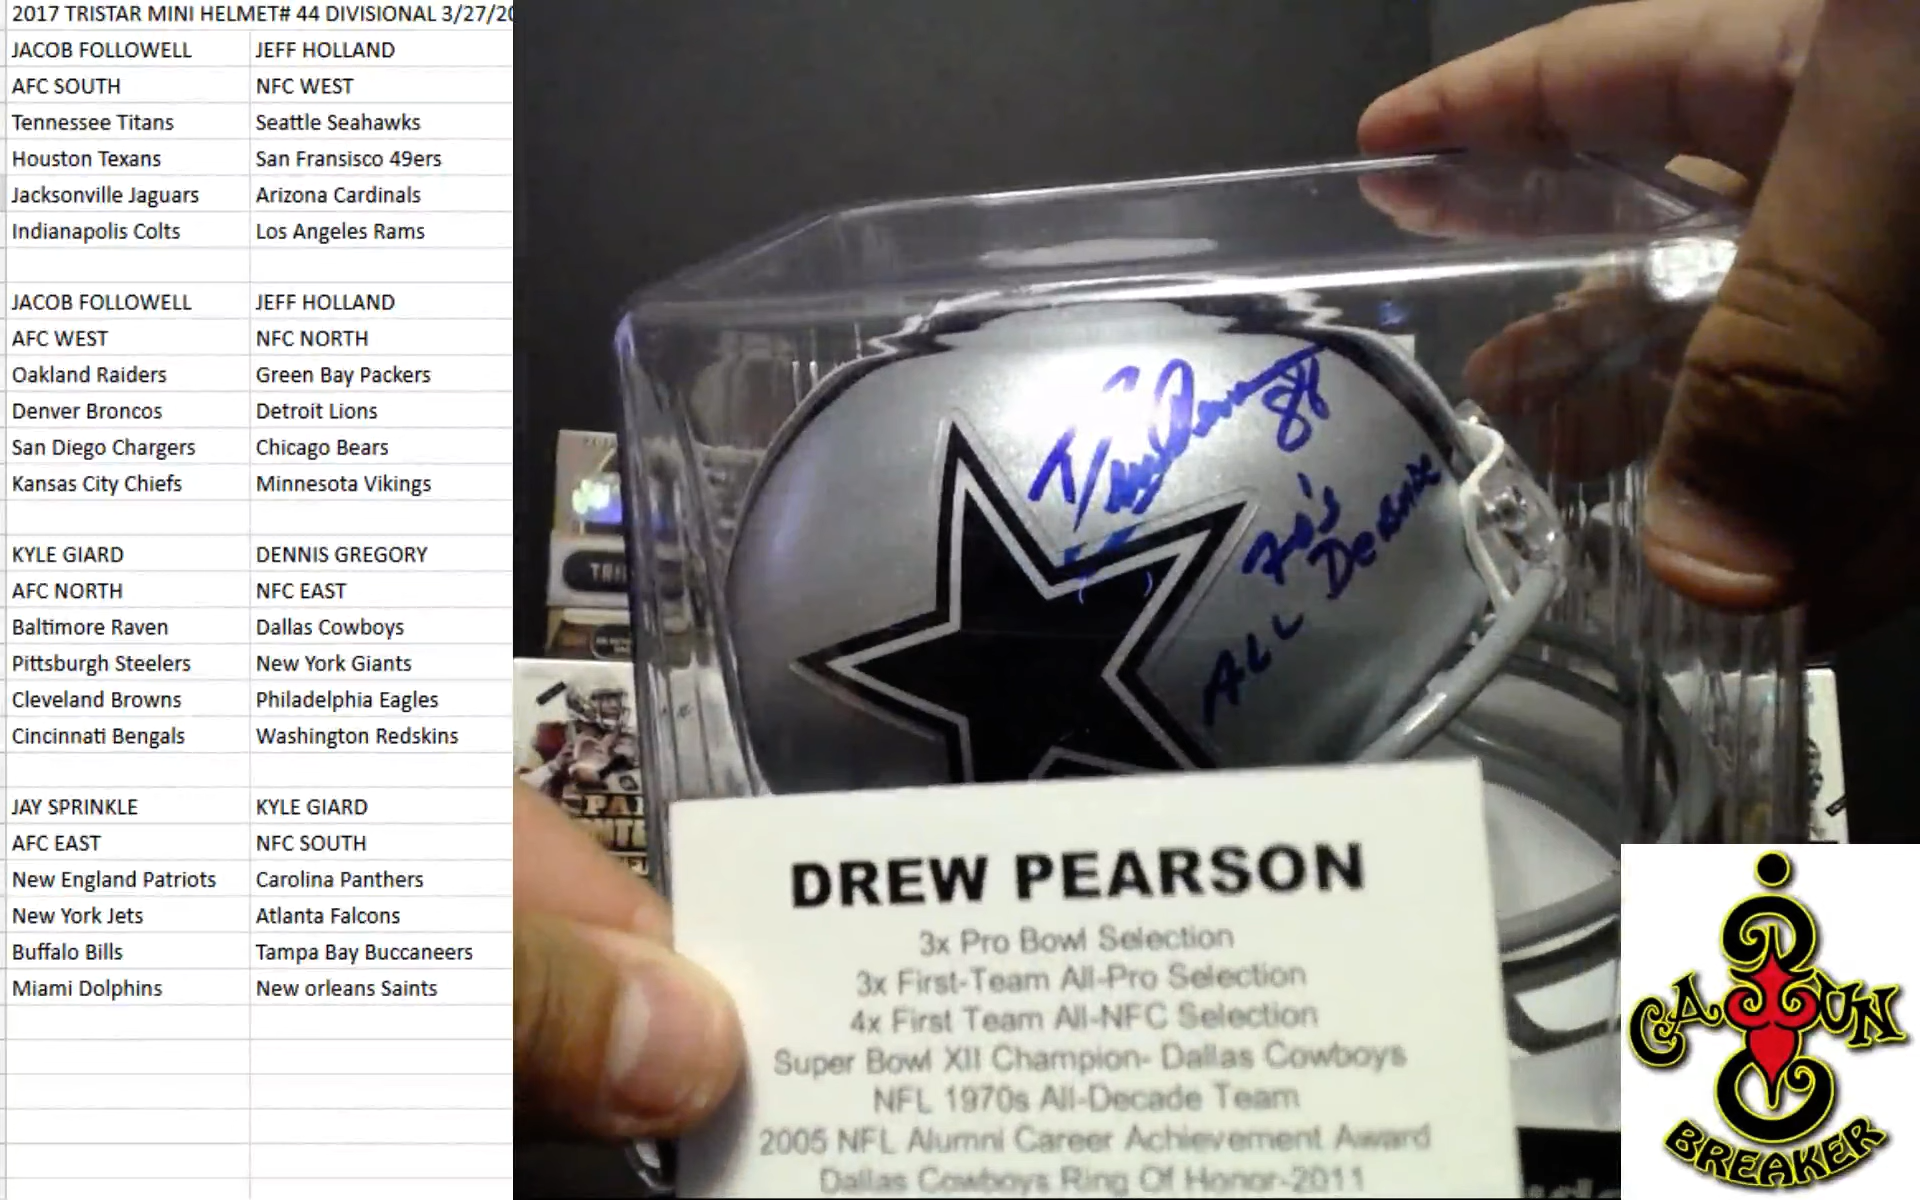 2017 TRISTAR MINI HELMET# 44 DIVISIONAL 3/27/20
JACOB FOLLOWELL JEFF HOLLAND
AFC SOUTH NFC WEST
Tennessee Titans Seattle Seahawks
Houston Texans San Fransisco 49ers
Jacksonville Jaguars Arizona Cardinals
Indianapolis Colts Los Angeles Rams
JACOB FOLLOWELL JEFF HOLLAND
AFC WEST NFC NORTH
Oakland Raiders Green Bay Packers
Denver Broncos Detroit Lions
San Diego Chargers Chicago Bears
Kansas City Chiefs Minnesota Vikings
KYLE GIARD DENNIS GREGORY
AFC NORTH NFC EAST
Baltimore Raven Dallas Cowboys
Pittsburgh Steelers New York Giants
Cleveland Browns Philadelphia Eagles
Cincinnati Bengals Washington Redskins
JAY SPRINKLE KYLE GIARD
AFC EAST NFC SOUTH
New England Patriots Carolina Panthers
New York Jets Atlanta Falcons
Buffalo Bills Tampa Bay Buccaneers
Miami Dolphins New orleans Saints
Drew Pearson 88
70's
ALL DECADE
TRI
DREW PEARSON
3x Pro Bowl Selection
3x First-Team All-Pro Selection
4x First Team All-NFC Selection
Super Bowl XII Champion- Dallas Cowboys
NFL 1970s All-Decade Team
2005 NFL Alumni Career Achievement Award
Dallas Cowboys Ring Of Honor-2011
CAJUN
BREAKER